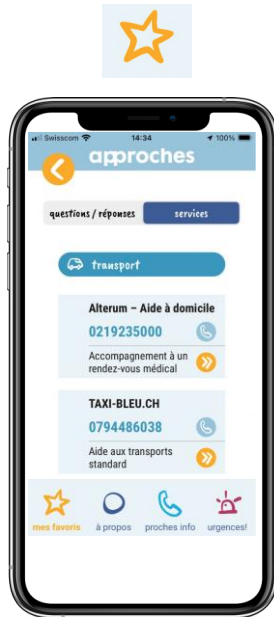 Swisscom 14:34 100%
approches
questions / réponses services
transport
Alterum – Aide à domicile
0219235000
Accompagnement à un
rendez-vous médical
TAXI-BLEU.CH
0794486038
Aide aux transports
standard
mes favoris à propos proches info urgences!